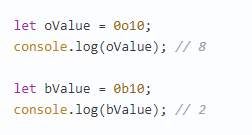 let oValue = 0o10;
console.log(oValue); // 8
let bValue = 0b10;
console.log(bValue); // 2